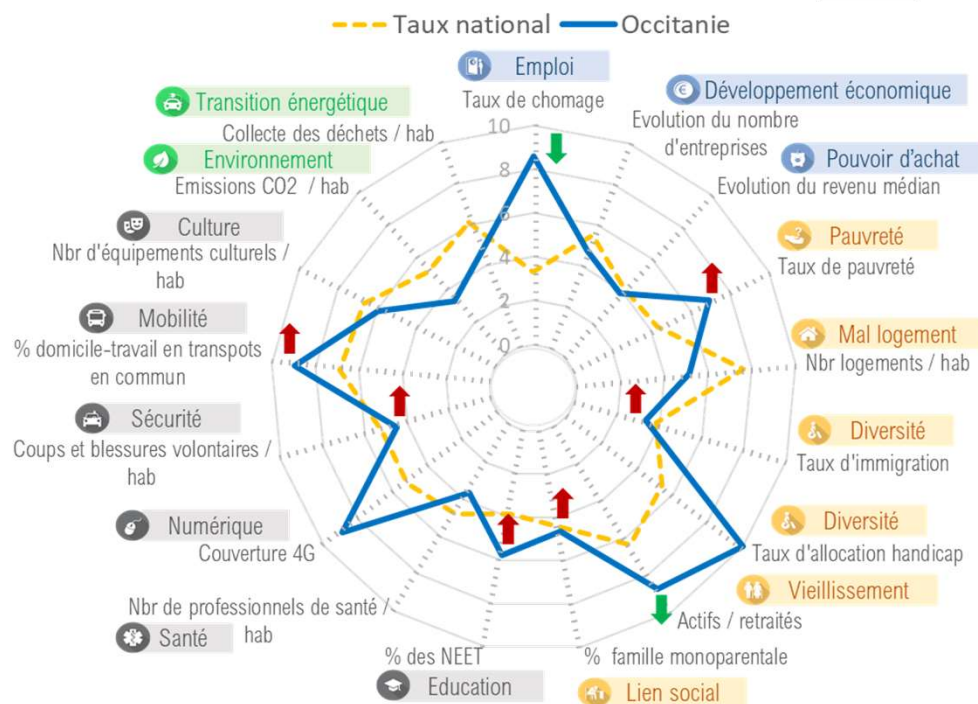 Taux national
Occitanie
Emploi
Taux de chomage
Développement économique
Evolution du nombre
d'entreprises
Pouvoir d'achat
Evolution du revenu médian
Pauvreté
Taux de pauvreté
Mal logement
Nbr logements / hab
Diversité
Taux d'immigration
Diversité
Taux d'allocation handicap
Vieillissement
Actifs / retraités
% famille monoparentale
Lien social
% des NEET
Education
Nbr de professionnels de santé /
hab
Santé
Numérique
Couverture 4G
Sécurité
Coups et blessures volontaires /
hab
Mobilité
% domicile-travail en transpots
en commun
Culture
Nbr d'équipements culturels /
hab
Environnement
Emissions CO2 / hab
Transition énergétique
Collecte des déchets / hab
10
8
6
4
2
0